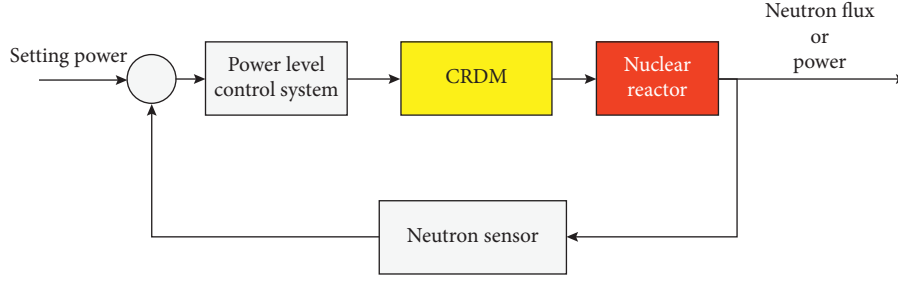 Neutron flux
or
power
Setting power
Power level
control system
CRDM
Nuclear
reactor
Neutron sensor